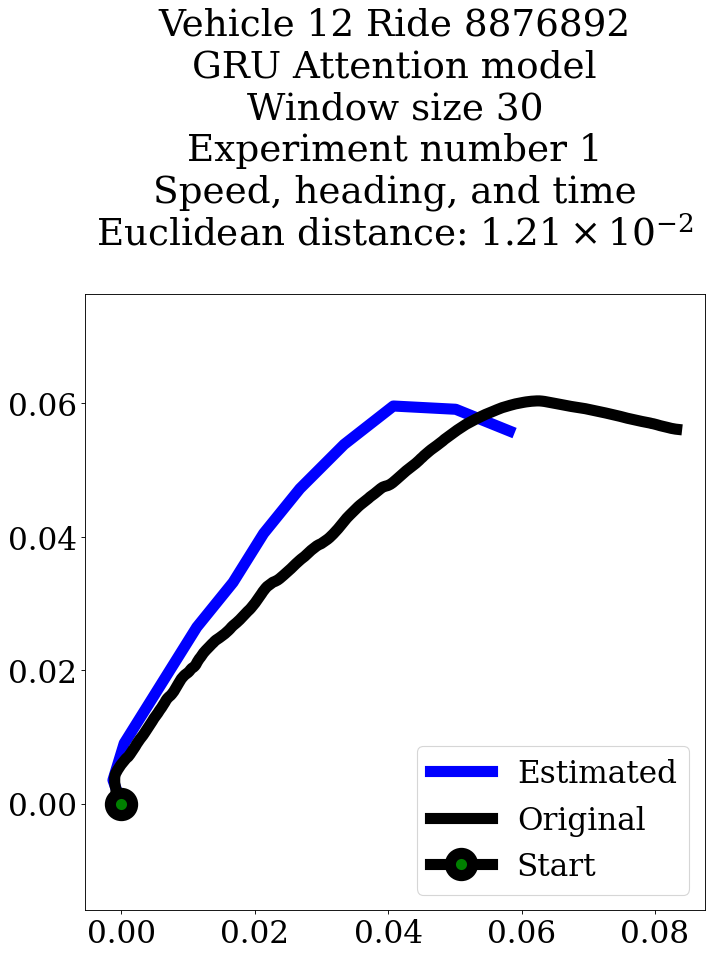 Vehicle 12 Ride 8876892
GRU Attention model
Window size 30
Experiment number 1
Speed, heading, and time
Euclidean distance: 1.21 × 10⁻²
0.06
0.04
0.02
0.00
Estimated
Original
Start
0.00 0.02 0.04 0.06 0.08